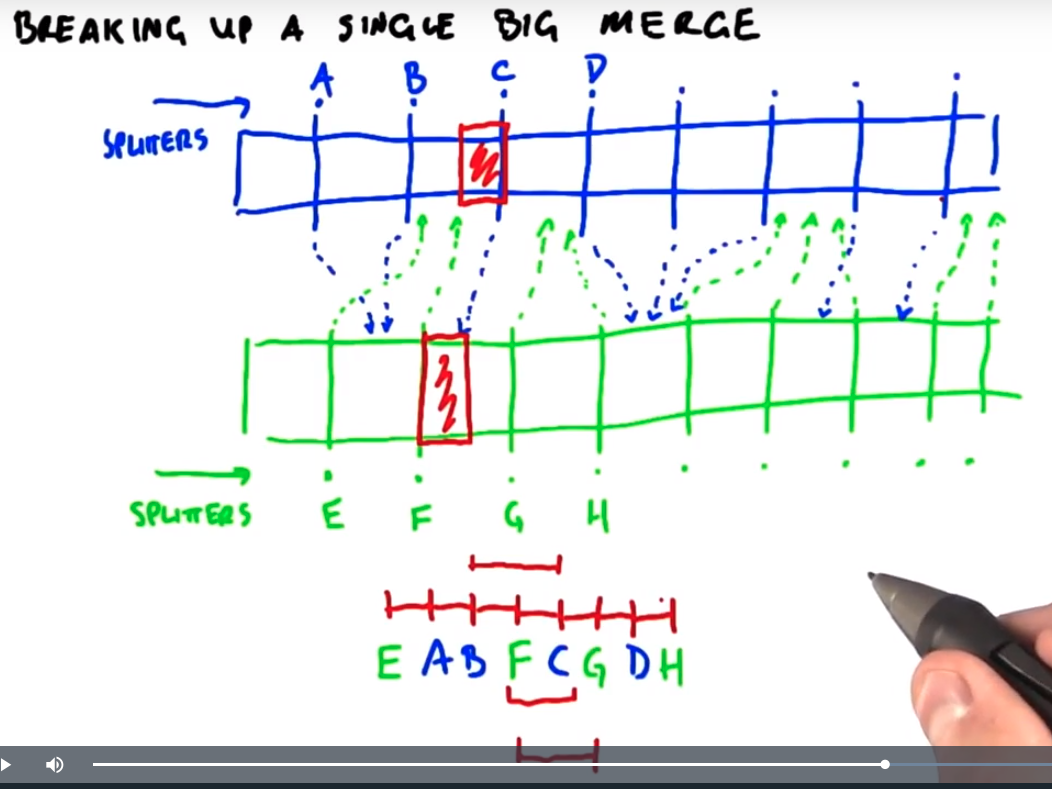 BREAKING UP A SINGLE BIG MERGE
A B C D
SPLITTERS
SPLITTERS
E F G H
E A B F C G D H